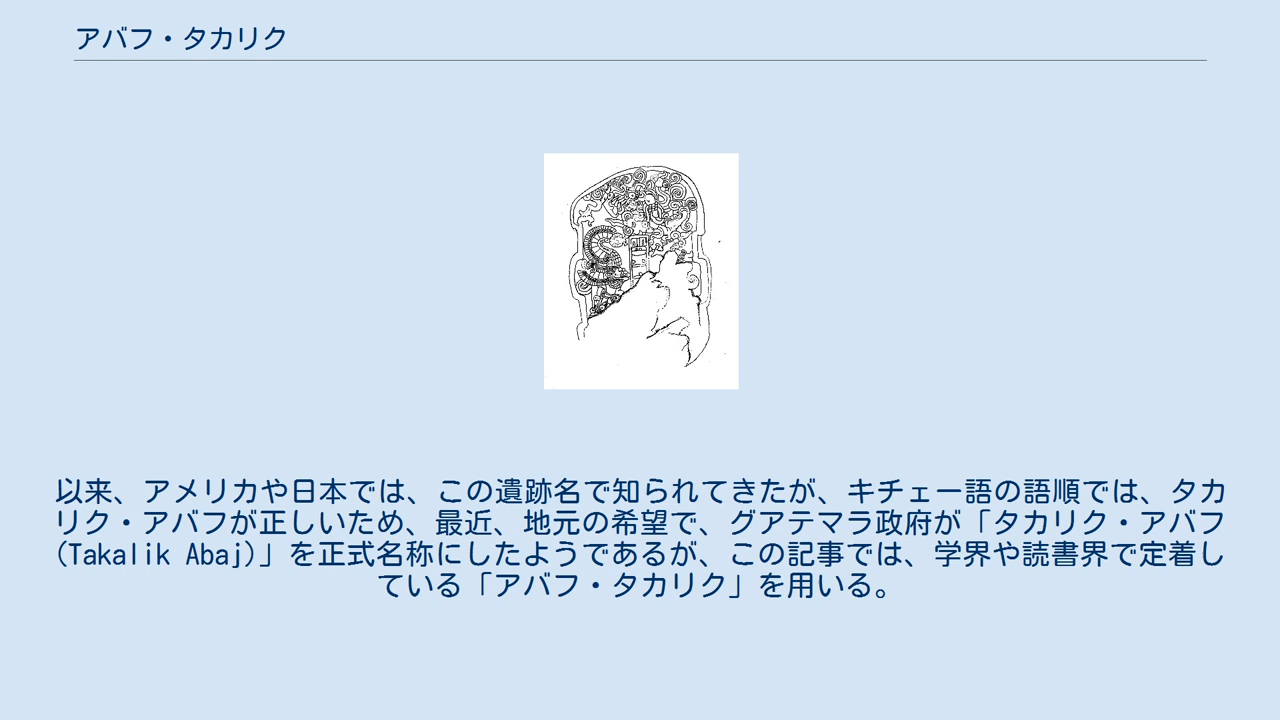 アバフ・タカリク
以来、アメリカや日本では、この遺跡名で知られてきたが、キチェー語の語順では、タカ
リク・アバフが正しいため、最近、地元の希望で、グアテマラ政府が「タカリク・アバフ
(Takalik Abaj)」を正式名称にしたようであるが、この記事では、学界や読書界で定着し
ている「アバフ・タカリク」を用いる。